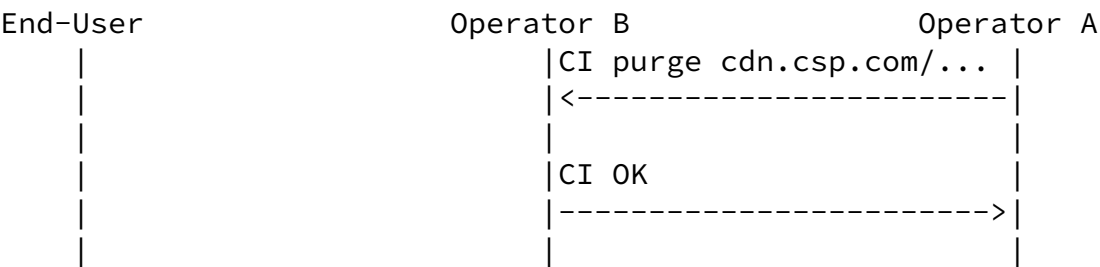 End-User Operator B Operator A
CI purge cdn.csp.com/...
CI OK